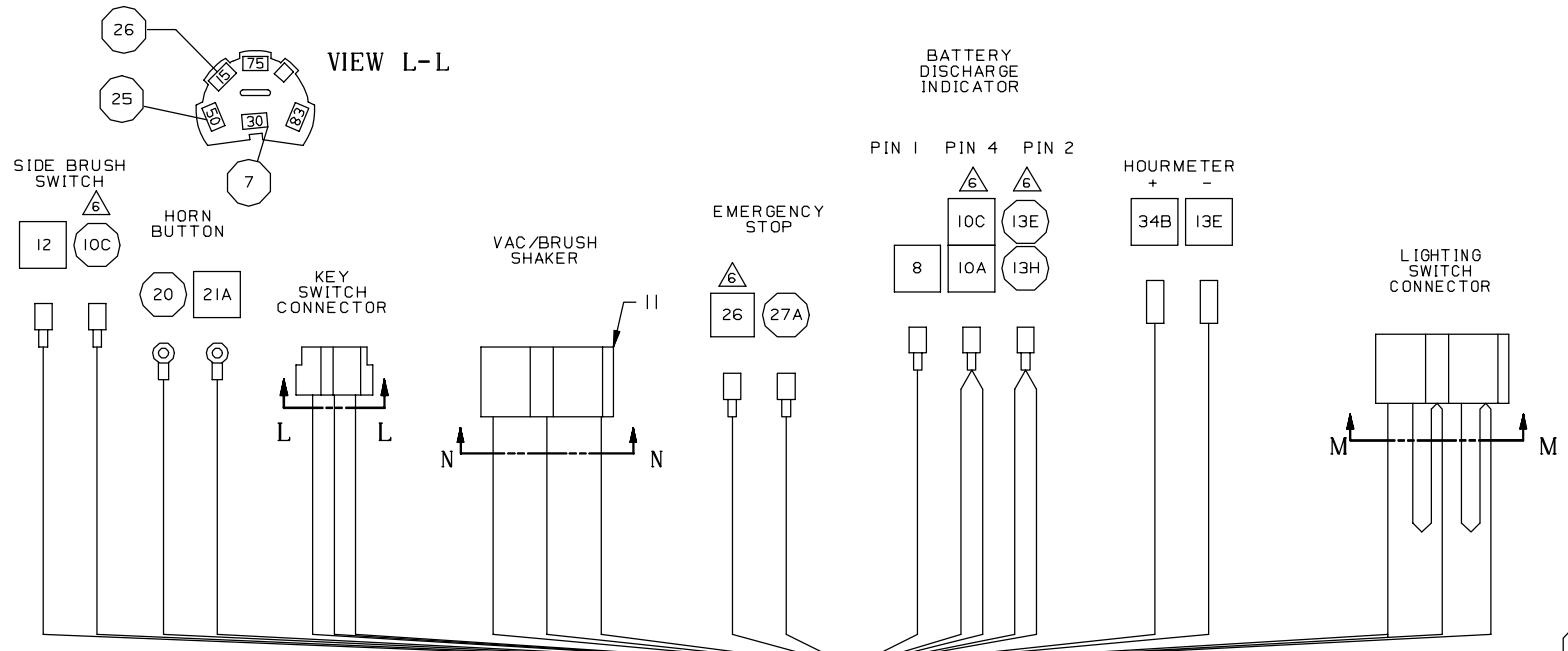 26
VIEW L-L
15
75
25
50
30
83
7
SIDE BRUSH
SWITCH
6
12
10C
HORN
BUTTON
20
21A
KEY
SWITCH
CONNECTOR
L
L
VAC/BRUSH
SHAKER
11
N
N
EMERGENCY
STOP
6
26
27A
BATTERY
DISCHARGE
INDICATOR
PIN 1
PIN 4
PIN 2
6
6
10C
13E
8
10A
13H
HOURMETER
+
-
34B
13E
LIGHTING
SWITCH
CONNECTOR
M
M